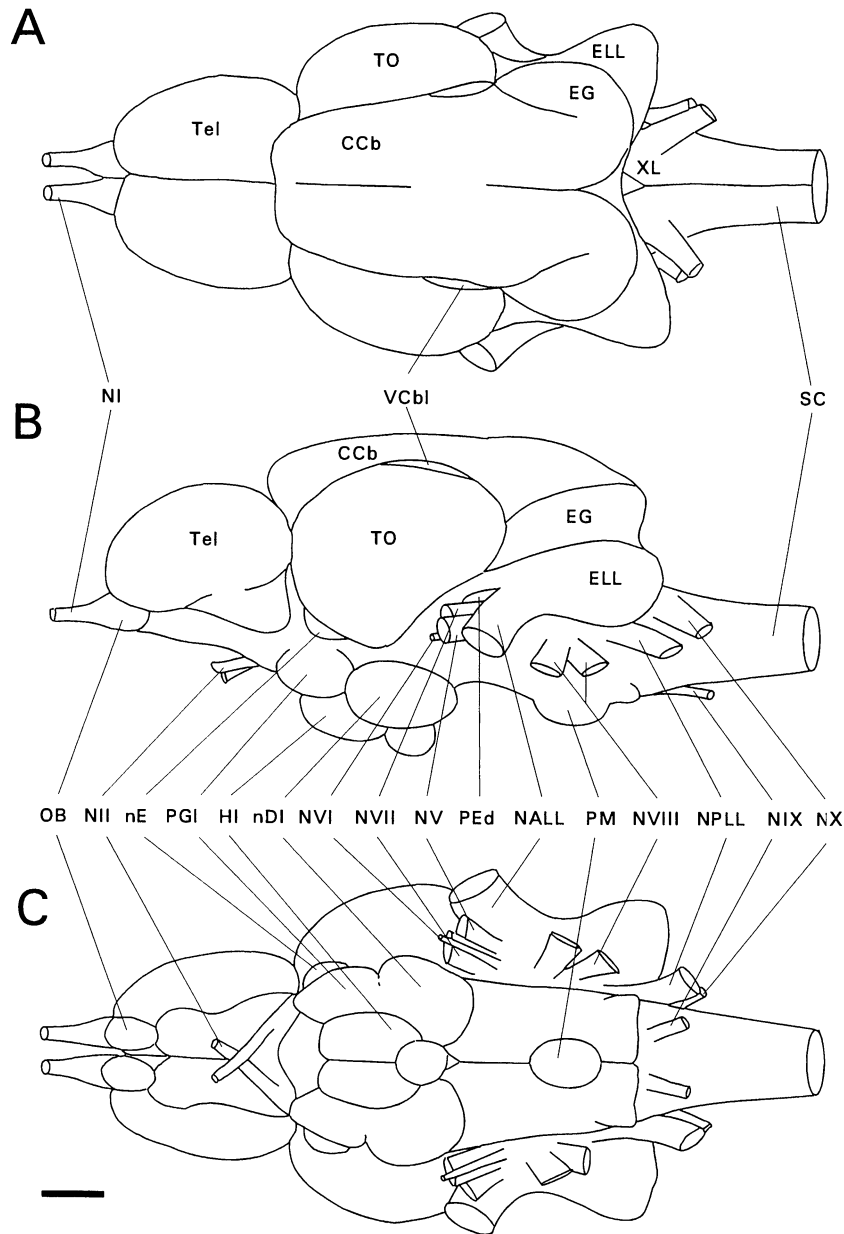 A
TO
ELL
EG
Tel
CCb
XL
NI
VCbl
SC
B
CCb
Tel
TO
EG
ELL
OB NII nE PGl HI nDI NVI NVII NV PEd NALL PM NVIII NPLL NIX NX
C